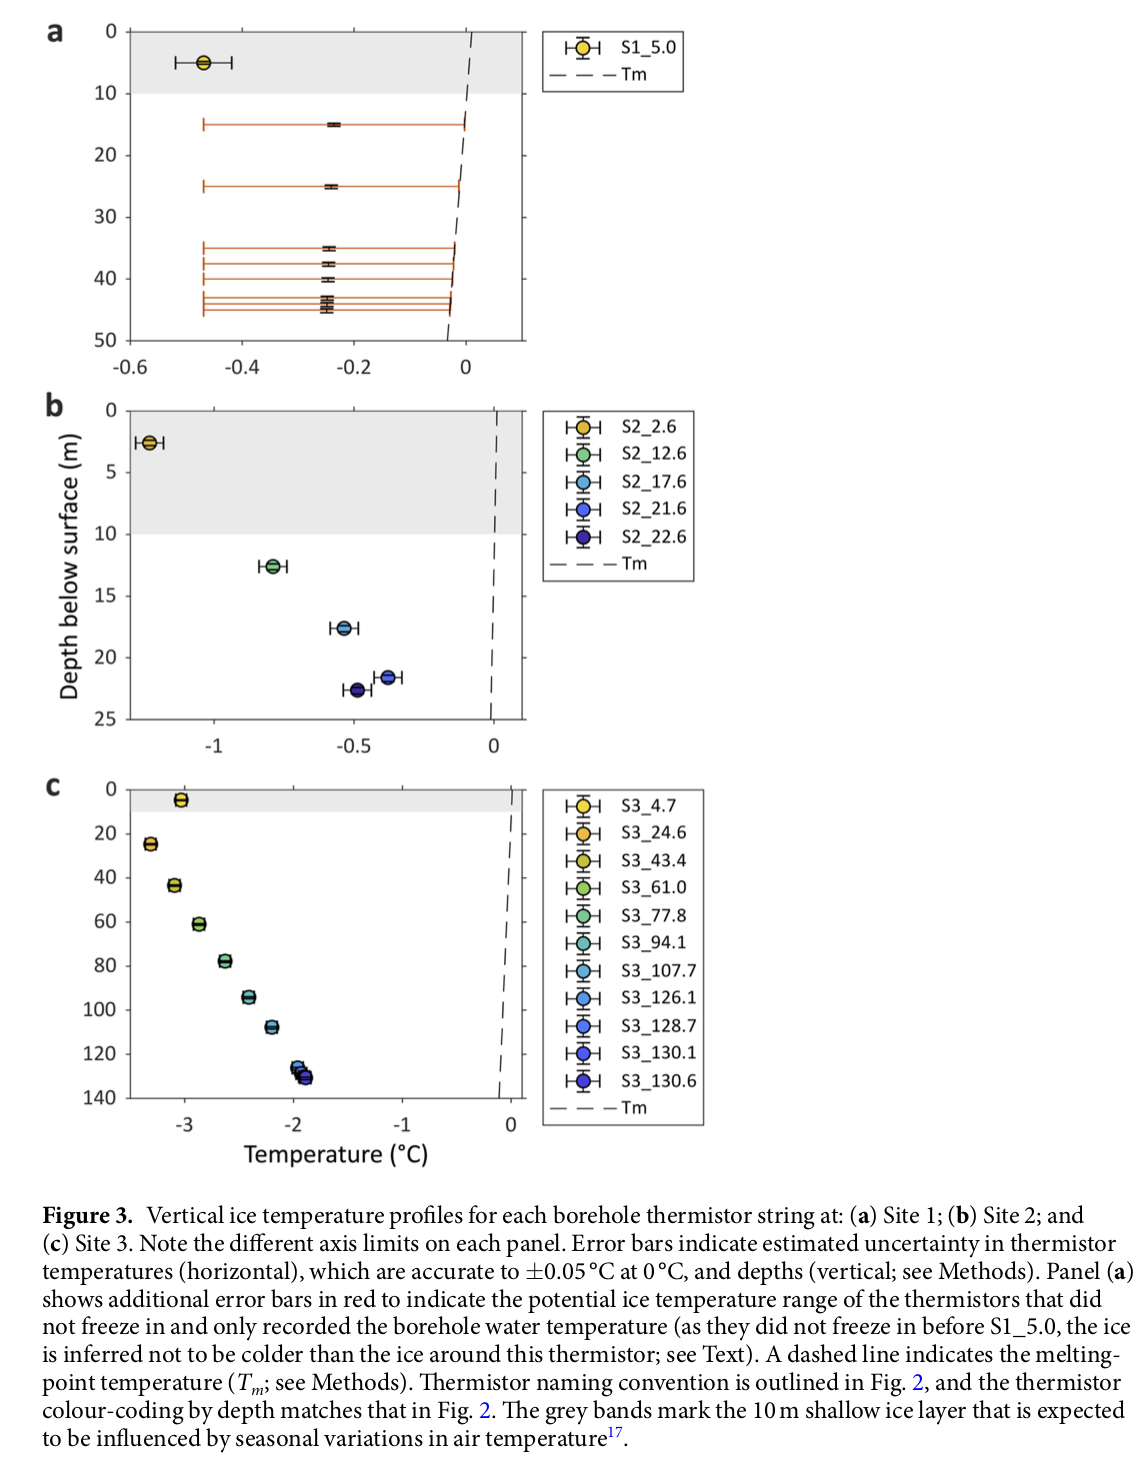 a
0
10
20
30
40
50
-0.6 -0.4 -0.2 0
S1_5.0
Tm
b
0
5
10
15
20
25
-1 -0.5 0
S2_2.6
S2_12.6
S2_17.6
S2_21.6
S2_22.6
Tm
Depth below surface (m)
c
0
20
40
60
80
100
120
140
-3 -2 -1 0
Temperature (°C)
S3_4.7
S3_24.6
S3_43.4
S3_61.0
S3_77.8
S3_94.1
S3_107.7
S3_126.1
S3_128.7
S3_130.1
S3_130.6
Tm
Figure 3. Vertical ice temperature profiles for each borehole thermistor string at: (a) Site 1; (b) Site 2; and
(c) Site 3. Note the different axis limits on each panel. Error bars indicate estimated uncertainty in thermistor
temperatures (horizontal), which are accurate to ±0.05 °C at 0 °C, and depths (vertical; see Methods). Panel (a)
shows additional error bars in red to indicate the potential ice temperature range of the thermistors that did
not freeze in and only recorded the borehole water temperature (as they did not freeze in before S1_5.0, the ice
is inferred not to be colder than the ice around this thermistor; see Text). A dashed line indicates the melting-
point temperature (Tm; see Methods). Thermistor naming convention is outlined in Fig. 2, and the thermistor
colour-coding by depth matches that in Fig. 2. The grey bands mark the 10 m shallow ice layer that is expected
to be influenced by seasonal variations in air temperature17.